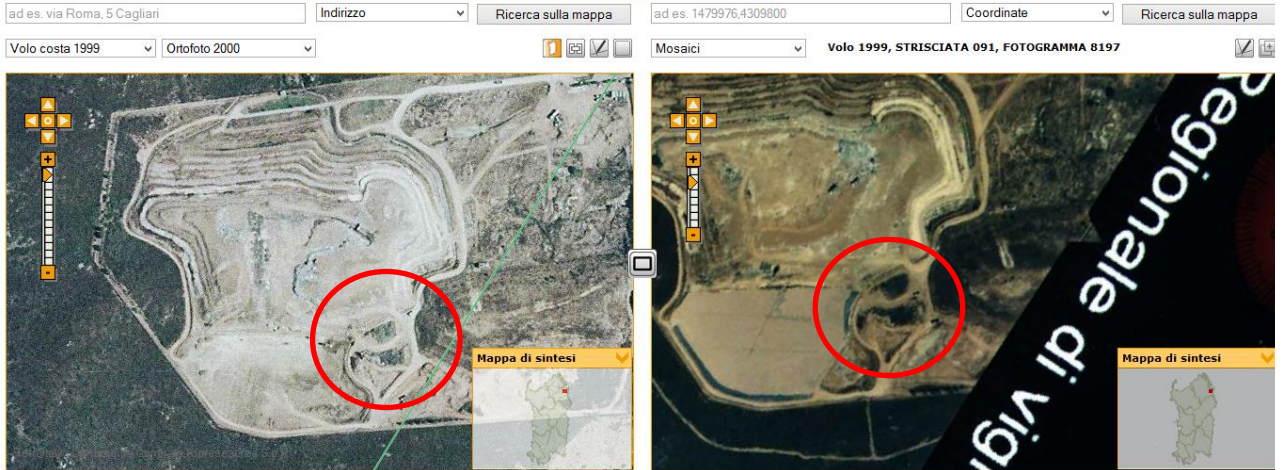 ad es. via Roma, 5 Cagliari
Indirizzo
Ricerca sulla mappa
ad es. 1479976,4309800
Coordinate
Ricerca sulla mappa
Volo costa 1999
Ortofoto 2000
Mosaici
Volo 1999, STRISCIATA 091, FOTOGRAMMA 8197
Regionale di vigi
+
-
+
-
Mappa di sintesi
Mappa di sintesi